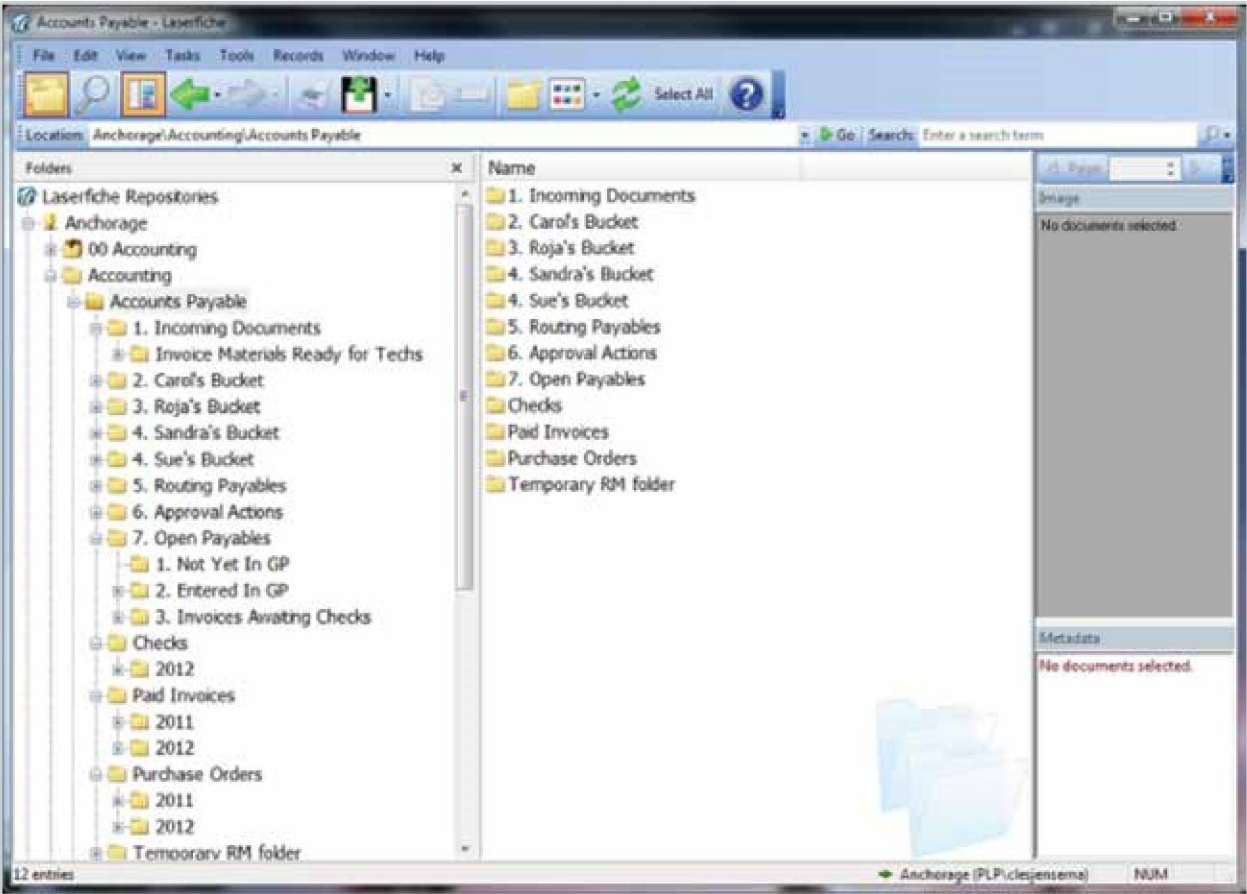 Accounts Payable - Laserfiche
File Edit View Tasks Tools Records Window Help
Select All
Location: Anchorage\Accounting\Accounts Payable Go Search: Enter a search term
Folders x
Laserfiche Repositories
Anchorage
00 Accounting
Accounting
Accounts Payable
1. Incoming Documents
Invoice Materials Ready for Techs
2. Carol's Bucket
3. Roja's Bucket
4. Sandra's Bucket
4. Sue's Bucket
5. Routing Payables
6. Approval Actions
7. Open Payables
1. Not Yet In GP
2. Entered In GP
3. Invoices Awating Checks
Checks
2012
Paid Invoices
2011
2012
Purchase Orders
2011
2012
Temporary RM folder
Name
1. Incoming Documents
2. Carol's Bucket
3. Roja's Bucket
4. Sandra's Bucket
4. Sue's Bucket
5. Routing Payables
6. Approval Actions
7. Open Payables
Checks
Paid Invoices
Purchase Orders
Temporary RM folder
Page:
Image
No documents selected.
Metadata
No documents selected.
12 entries
Anchorage (PLP\clesjenserna) NUM